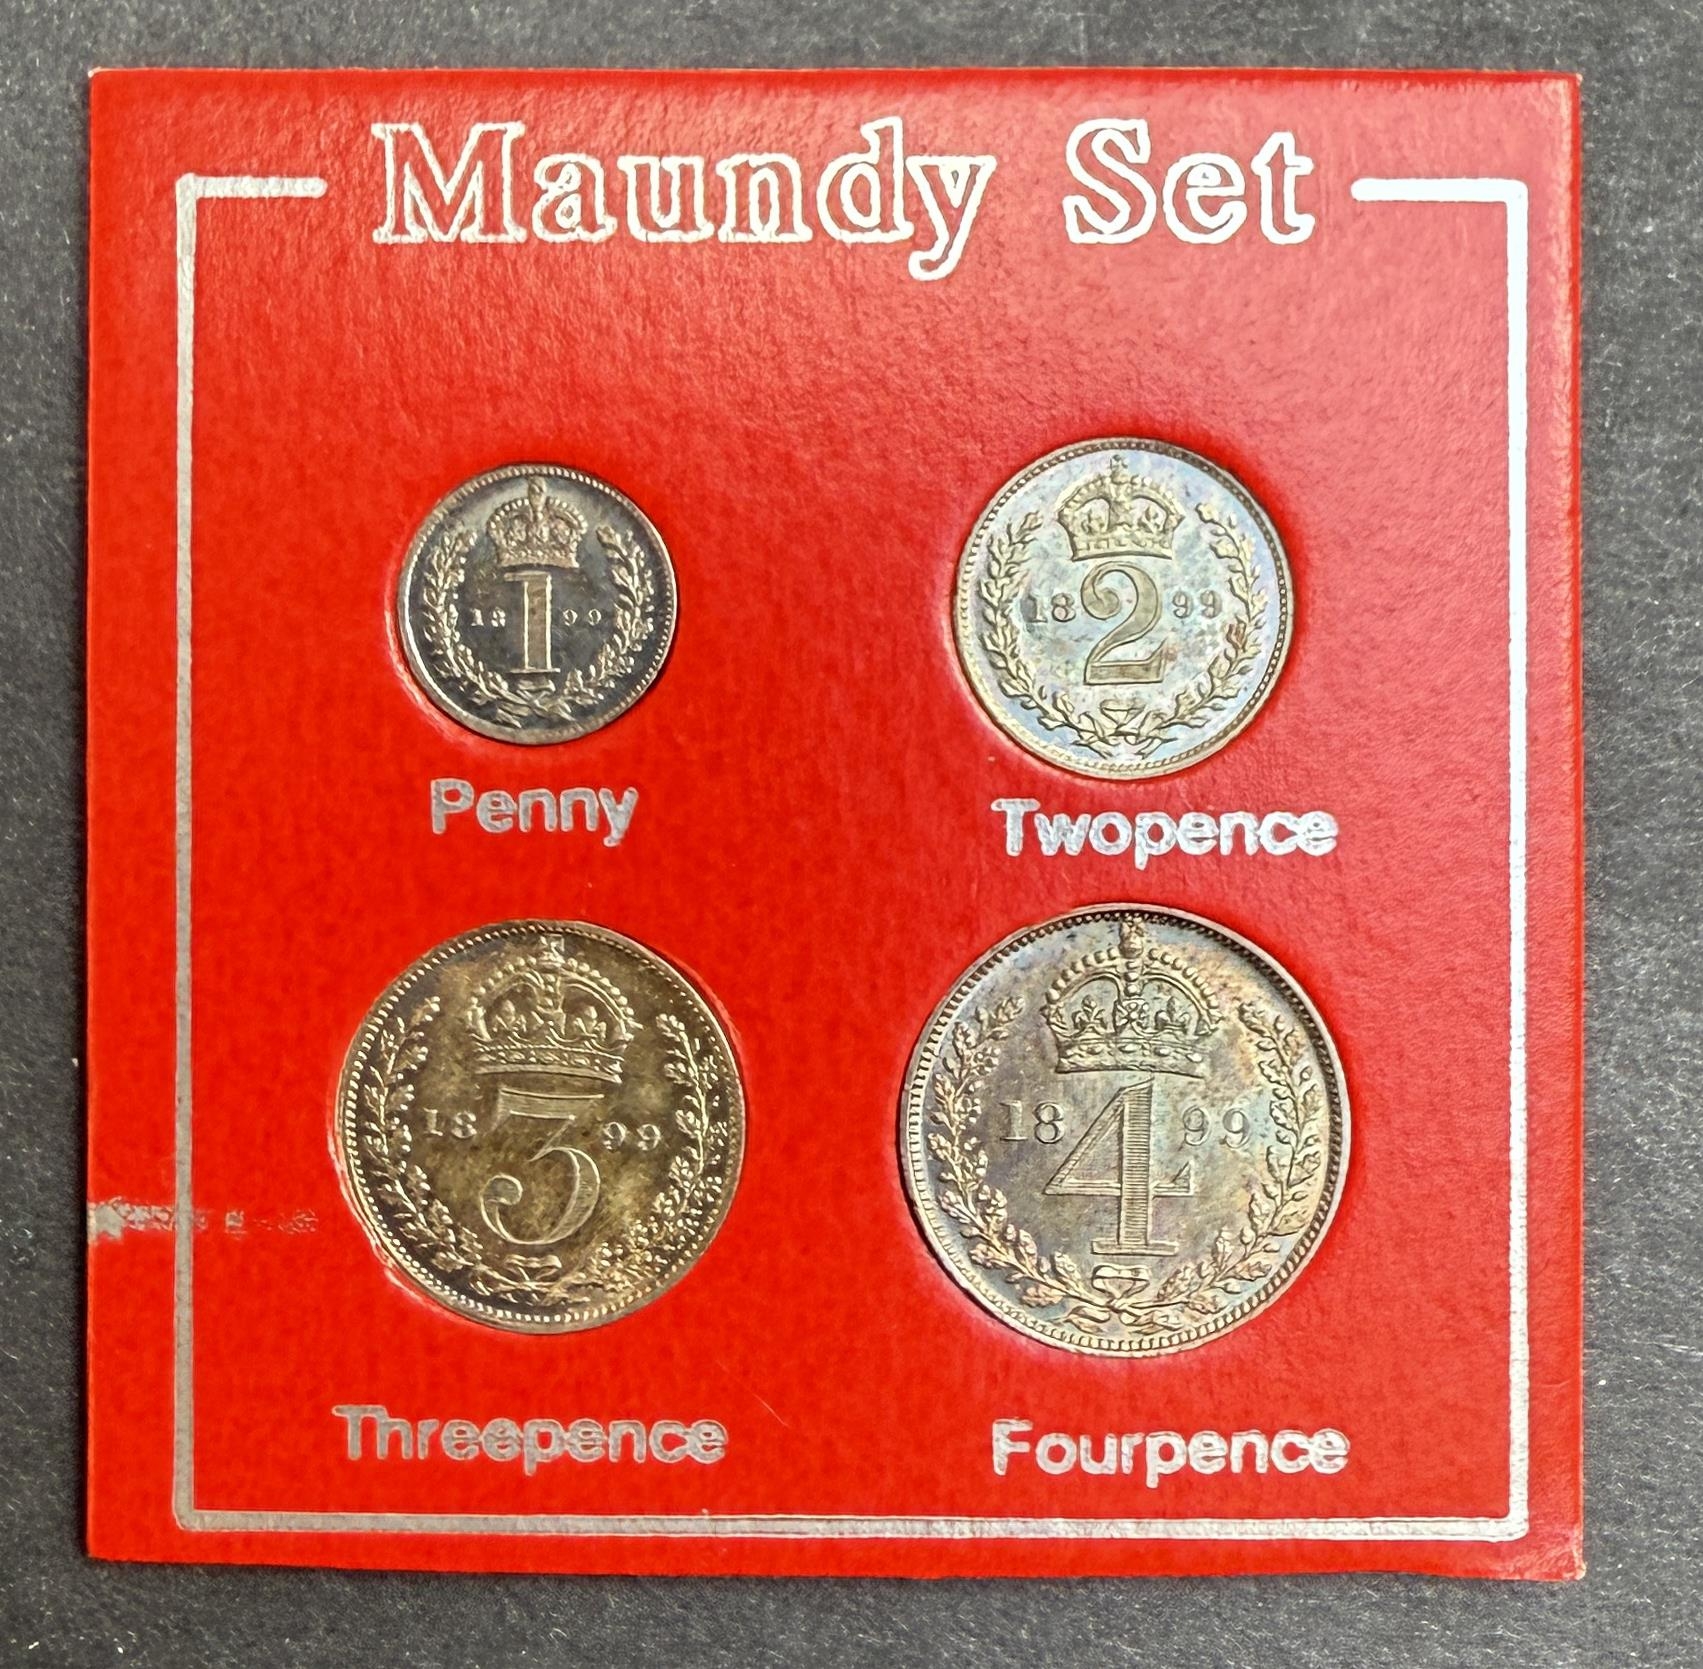 Maundy Set
18 1 99
18 2 99
Penny
Twopence
18 3 99
18 4 99
Threepence
Fourpence